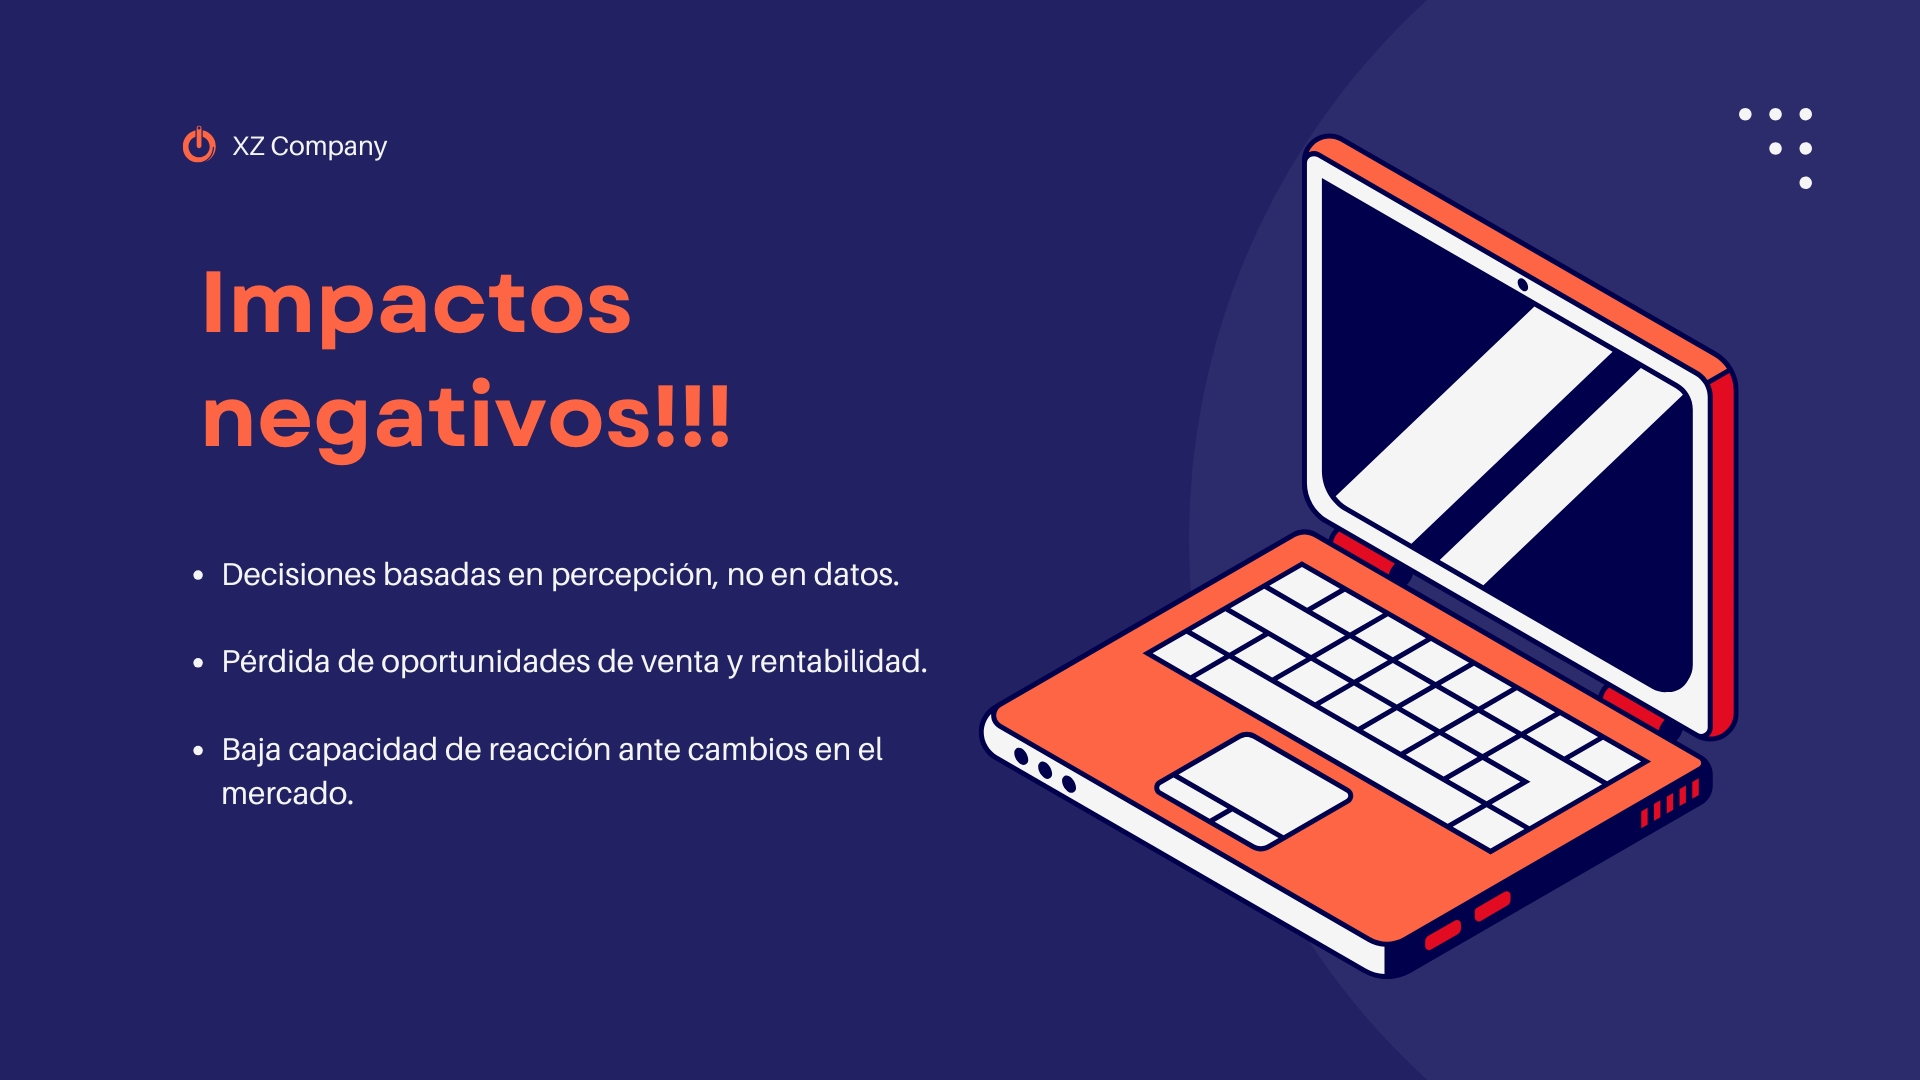 XZ Company
Impactos
negativos!!!
• Decisiones basadas en percepción, no en datos.
• Pérdida de oportunidades de venta y rentabilidad.
• Baja capacidad de reacción ante cambios en el
mercado.